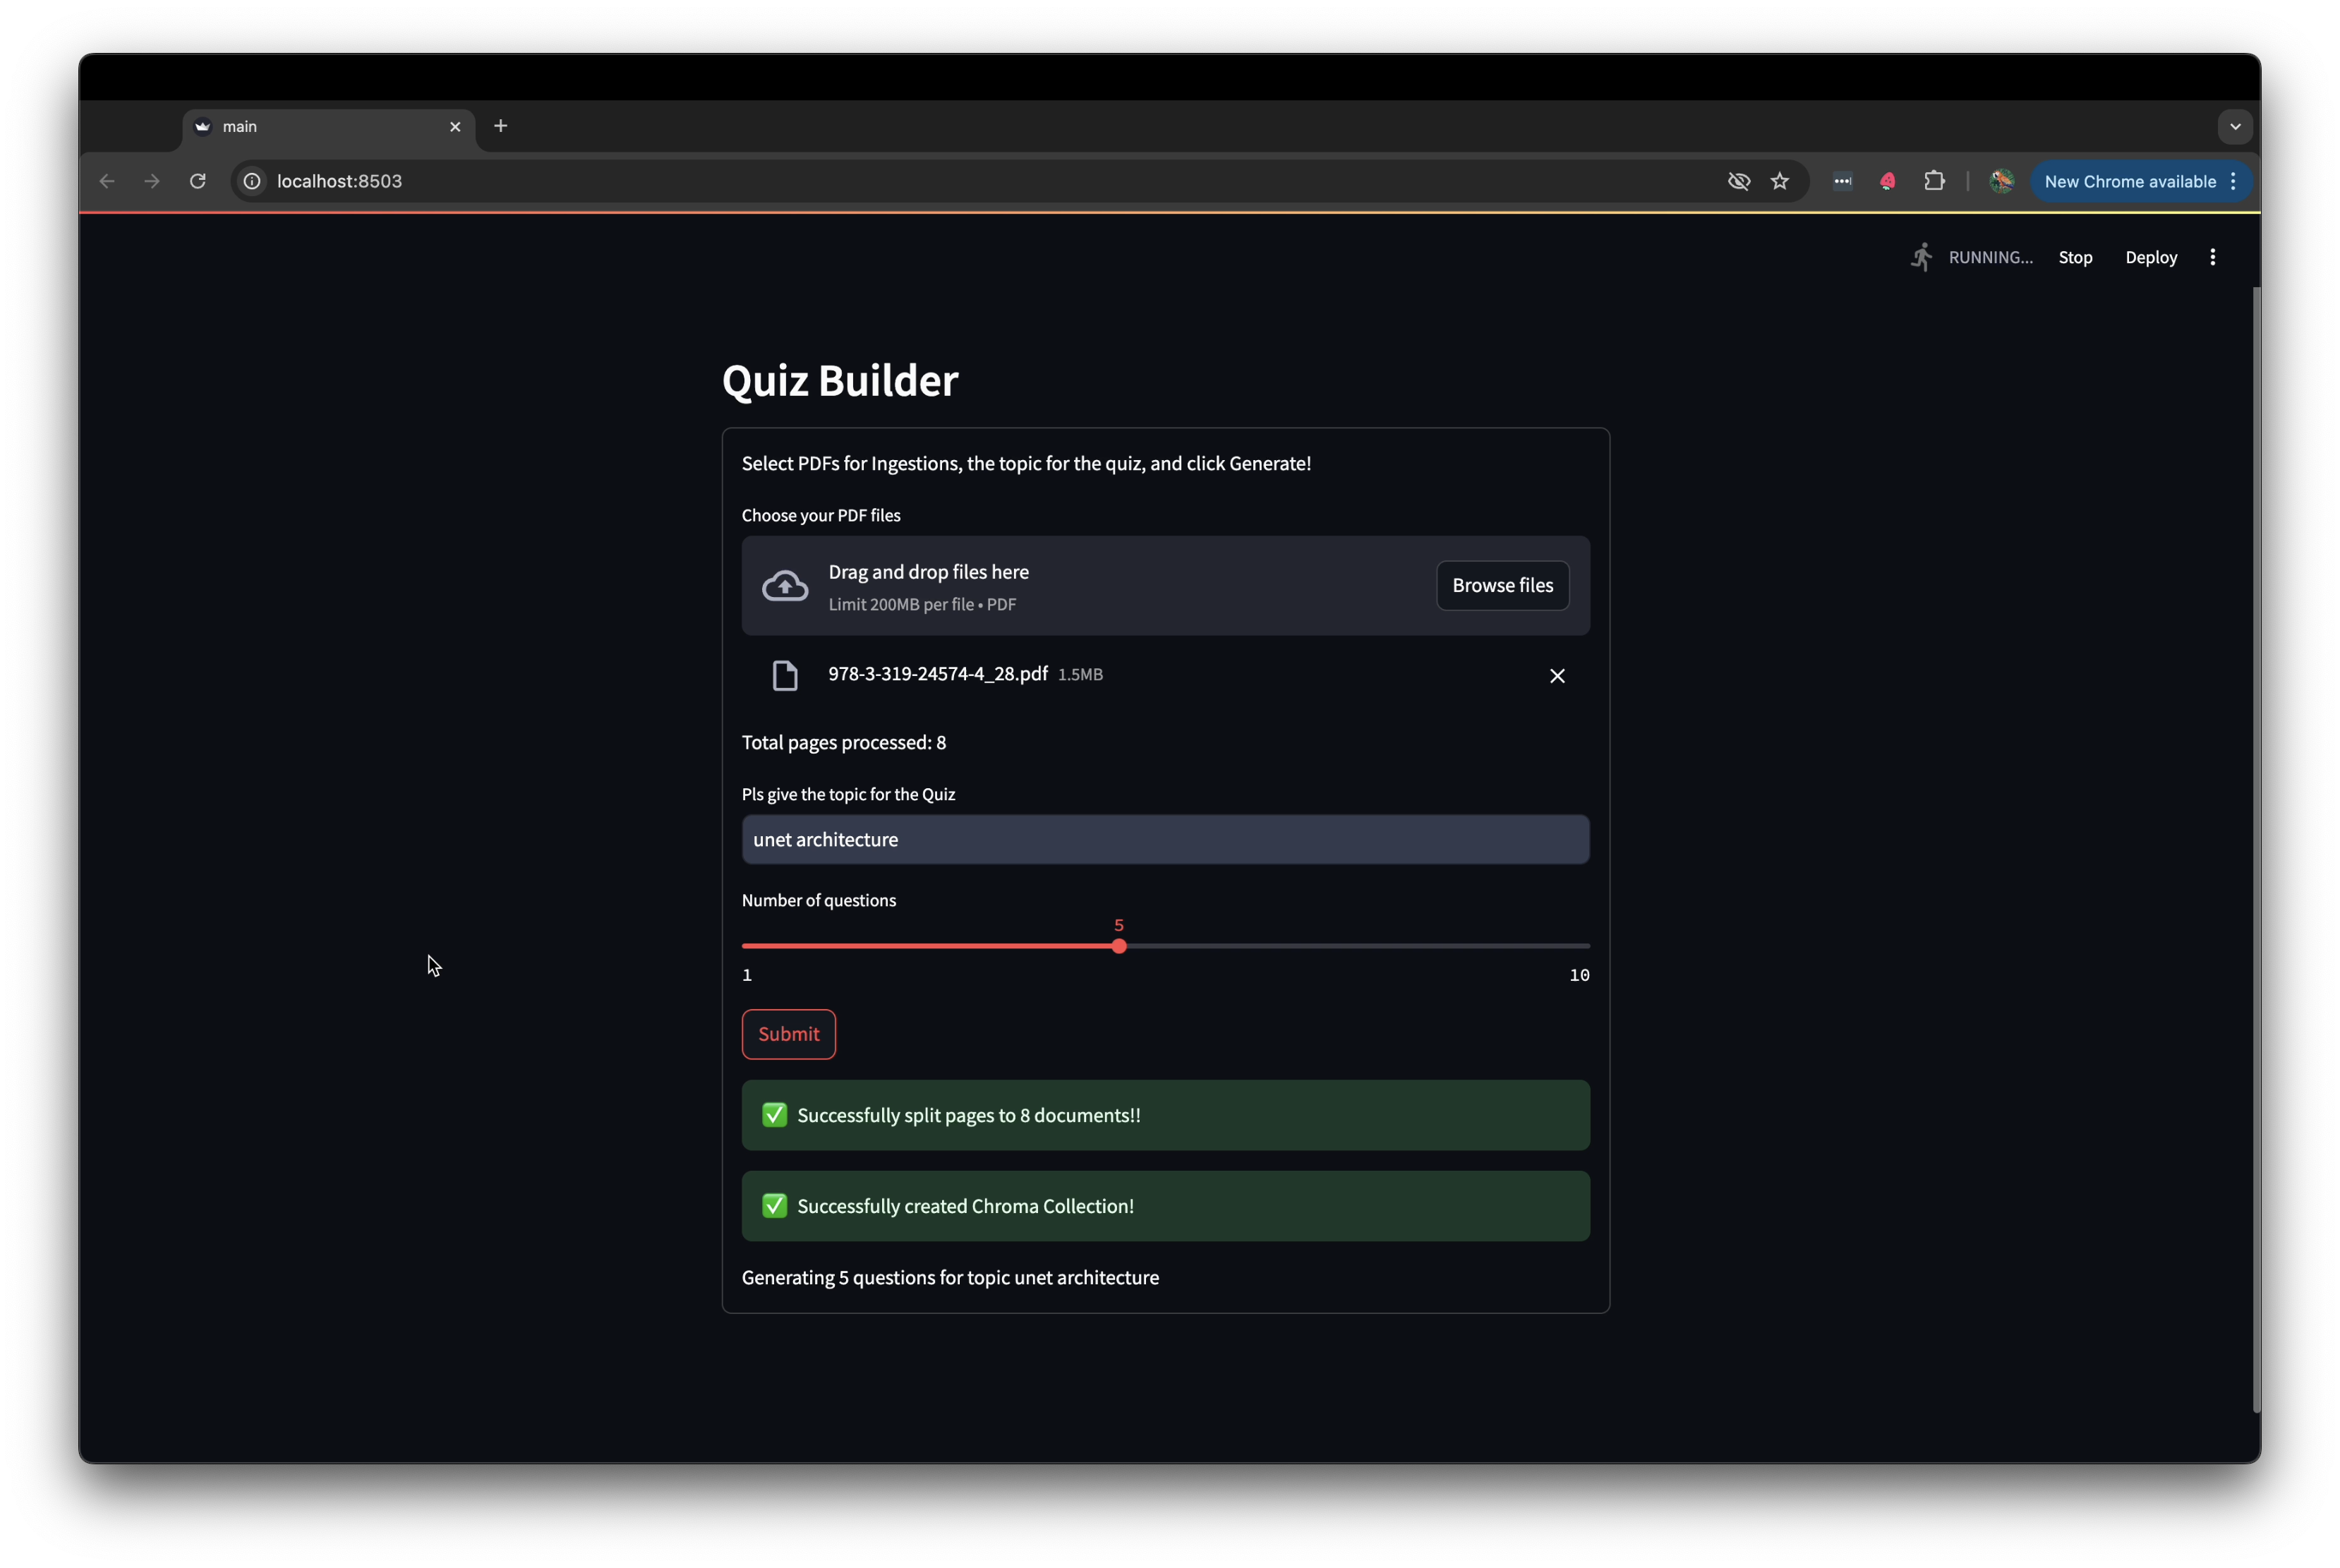 main
localhost:8503
New Chrome available
RUNNING...
Stop
Deploy
Quiz Builder
Select PDFs for Ingestions, the topic for the quiz, and click Generate!
Choose your PDF files
Drag and drop files here
Limit 200MB per file • PDF
Browse files
978-3-319-24574-4_28.pdf 1.5MB
Total pages processed: 8
Pls give the topic for the Quiz
unet architecture
Number of questions
5
1
10
Submit
✅ Successfully split pages to 8 documents!!
✅ Successfully created Chroma Collection!
Generating 5 questions for topic unet architecture